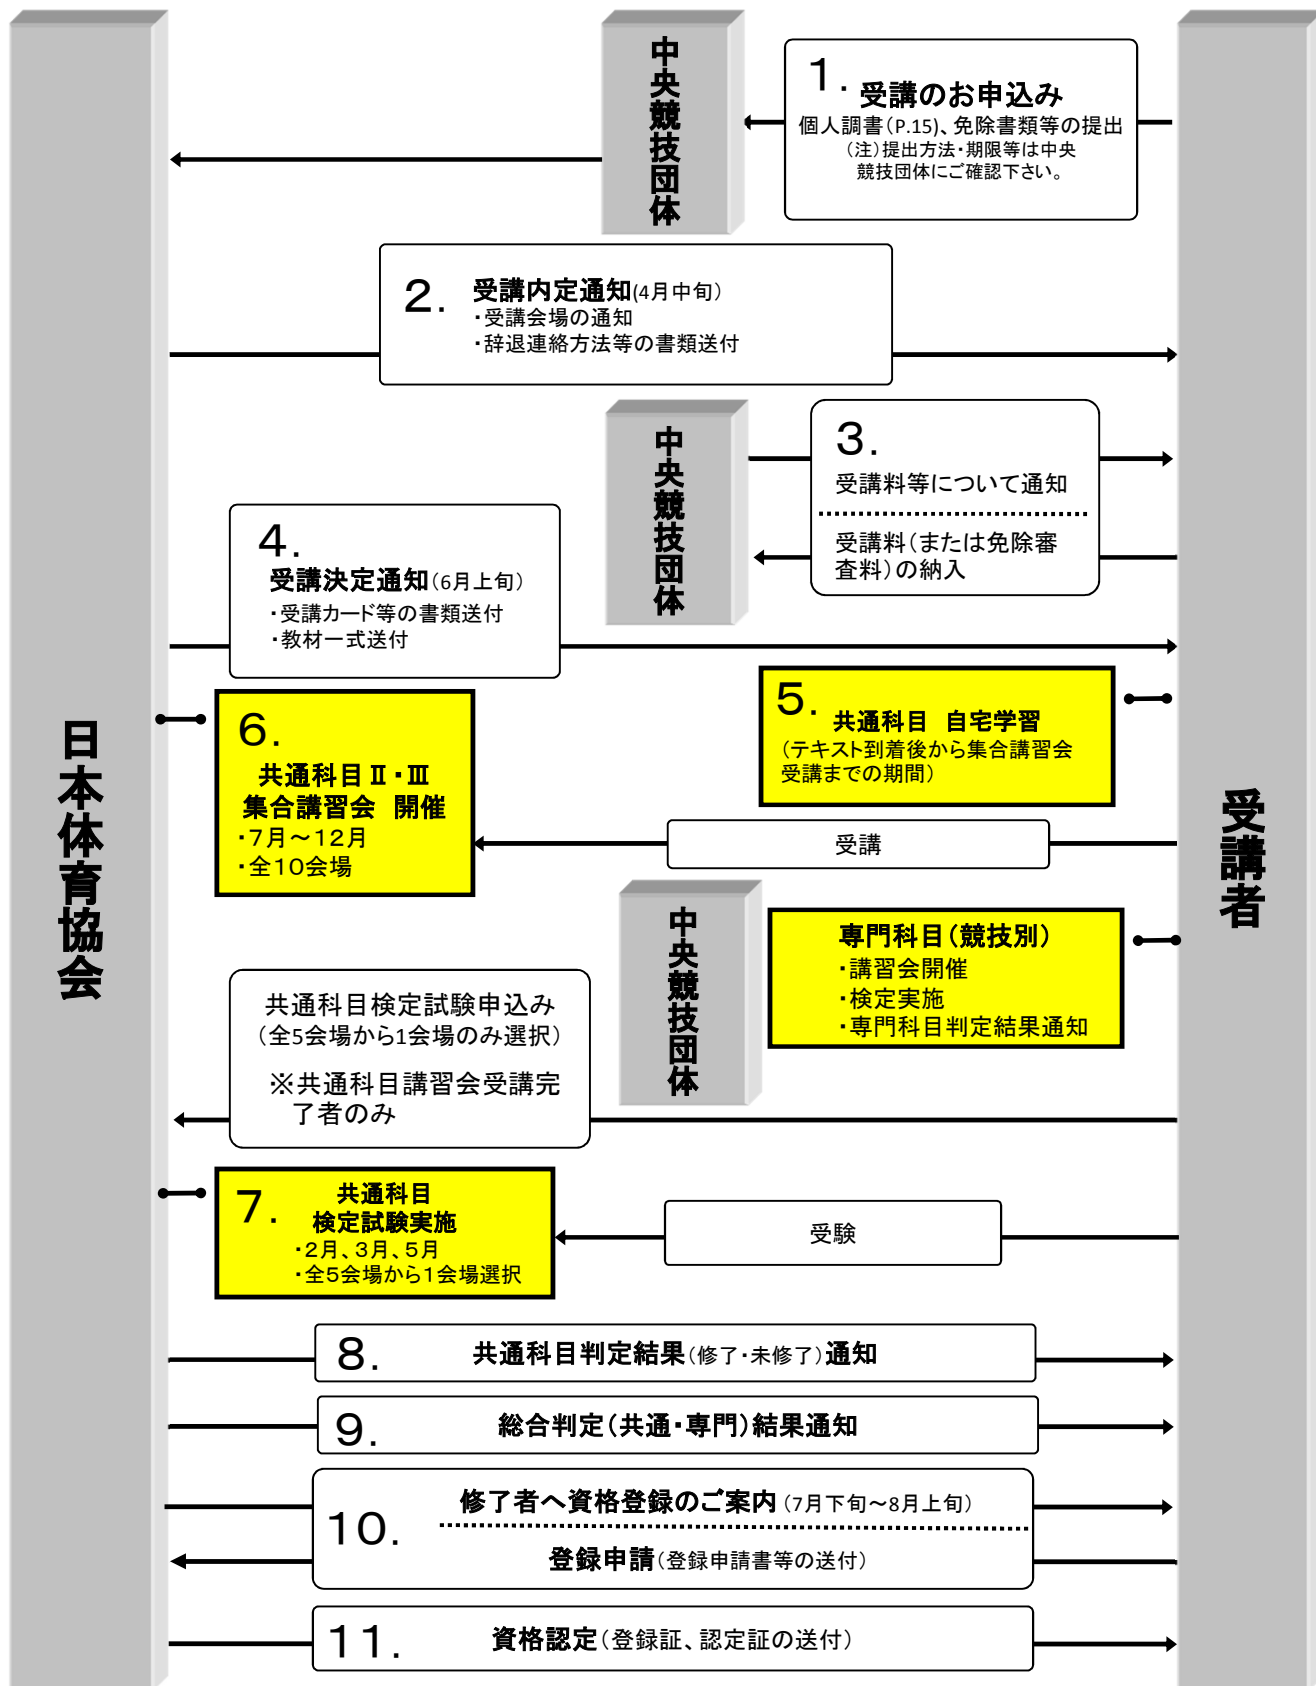 日本体育協会
中央競技団体
受講者
1. 受講のお申込み
個人調書(P.15)、免除書類等の提出
(注)提出方法・期限等は中央
競技団体にご確認下さい。
2. 受講内定通知(4月中旬)
・受講会場の通知
・辞退連絡方法等の書類送付
中央競技団体
3.
受講料等について通知
受講料(または免除審
査料)の納入
4.
受講決定通知(6月上旬)
・受講カード等の書類送付
・教材一式送付
5. 共通科目 自宅学習
(テキスト到着後から集合講習会
受講までの期間)
6.
共通科目Ⅱ・Ⅲ
集合講習会 開催
・7月～12月
・全10会場
受講
中央競技団体
専門科目(競技別)
・講習会開催
・検定実施
・専門科目判定結果通知
共通科目検定試験申込み
(全5会場から1会場のみ選択)
※共通科目講習会受講完
了者のみ
7. 共通科目
検定試験実施
・2月、3月、5月
・全5会場から1会場選択
受験
8. 共通科目判定結果(修了・未修了)通知
9. 総合判定(共通・専門)結果通知
10. 修了者へ資格登録のご案内(7月下旬～8月上旬)
登録申請(登録申請書等の送付)
11. 資格認定(登録証、認定証の送付)